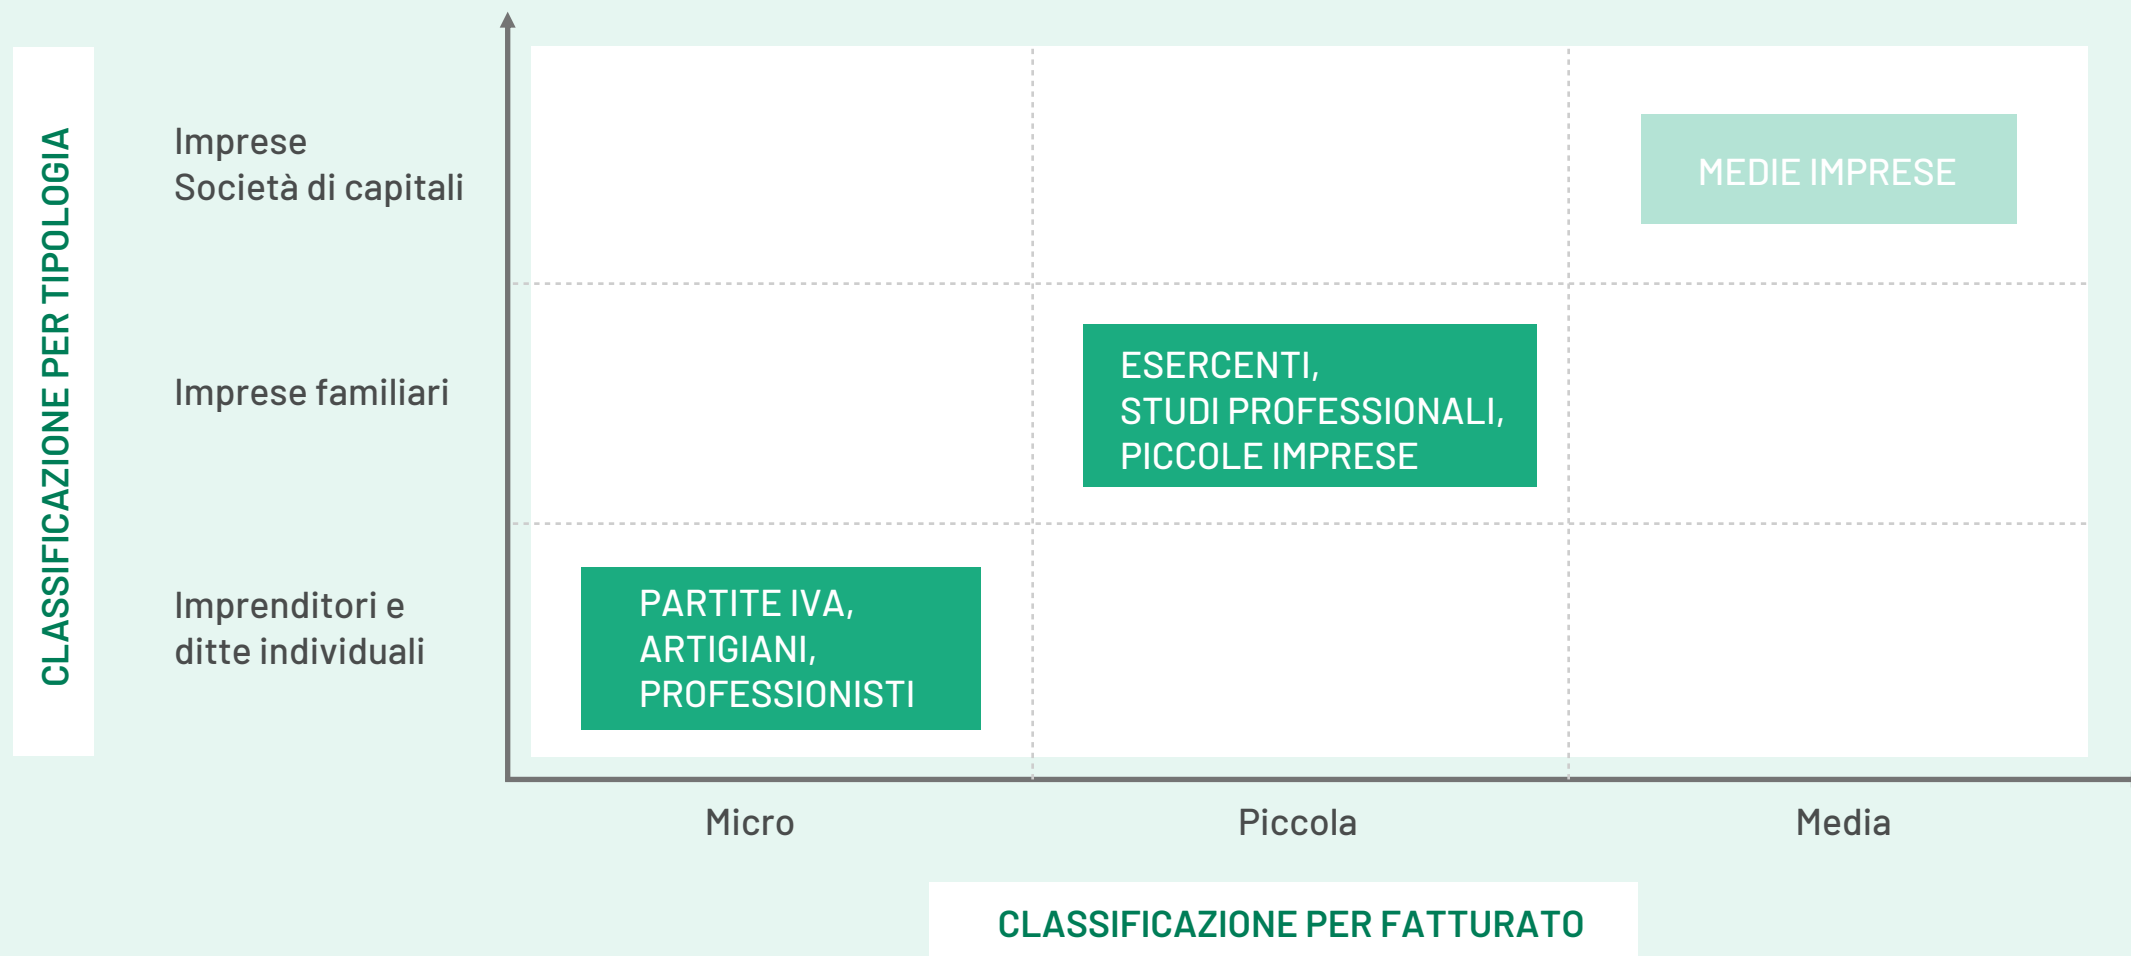 CLASSIFICAZIONE PER TIPOLOGIA
Imprese
Società di capitali
MEDIE IMPRESE
Imprese familiari
ESERCENTI,
STUDI PROFESSIONALI,
PICCOLE IMPRESE
Imprenditori e
ditte individuali
PARTITE IVA,
ARTIGIANI,
PROFESSIONISTI
Micro
Piccola
Media
CLASSIFICAZIONE PER FATTURATO